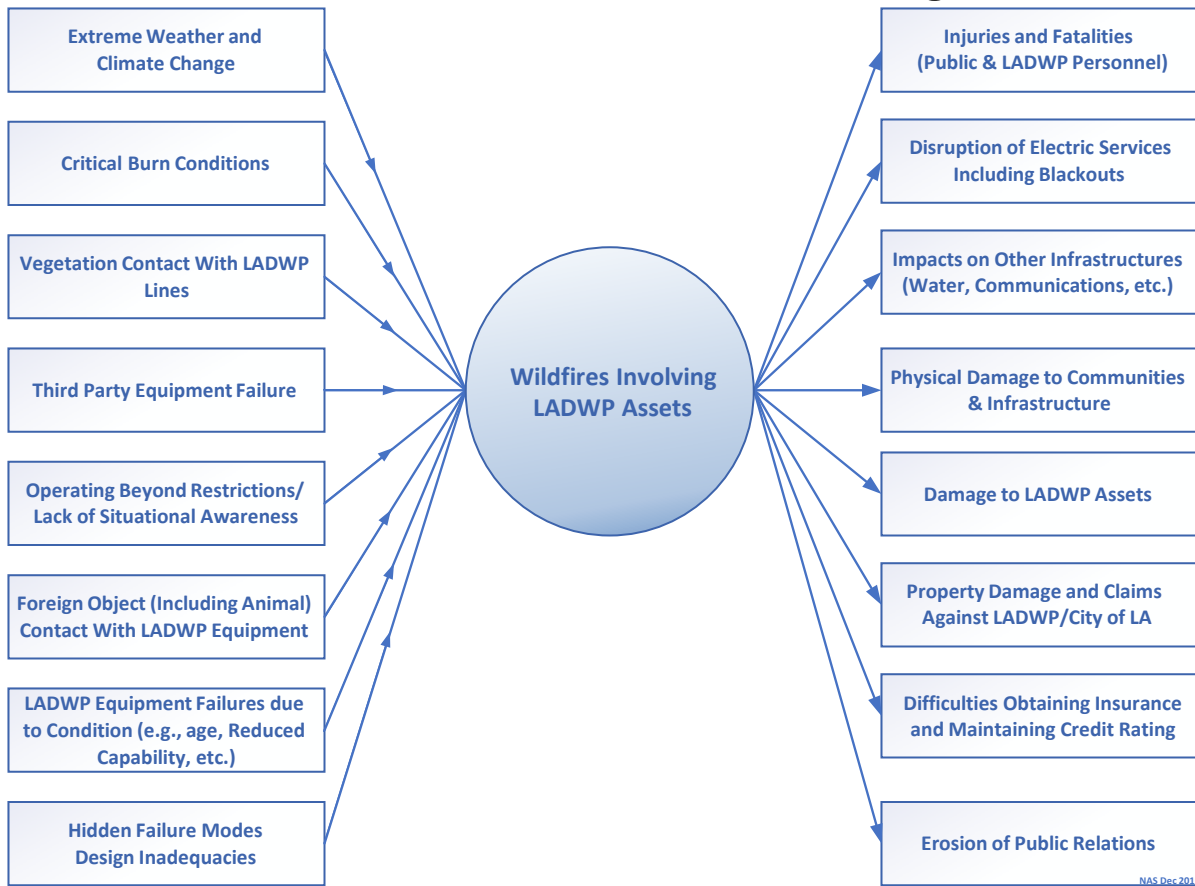 Extreme Weather and
Climate Change
Critical Burn Conditions
Vegetation Contact With LADWP
Lines
Third Party Equipment Failure
Operating Beyond Restrictions/
Lack of Situational Awareness
Foreign Object (Including Animal)
Contact With LADWP Equipment
LADWP Equipment Failures due
to Condition (e.g., age, Reduced
Capability, etc.)
Hidden Failure Modes
Design Inadequacies
Wildfires Involving
LADWP Assets
Injuries and Fatalities
(Public & LADWP Personnel)
Disruption of Electric Services
Including Blackouts
Impacts on Other Infrastructures
(Water, Communications, etc.)
Physical Damage to Communities
& Infrastructure
Damage to LADWP Assets
Property Damage and Claims
Against LADWP/City of LA
Difficulties Obtaining Insurance
and Maintaining Credit Rating
Erosion of Public Relations
NAS Dec 201